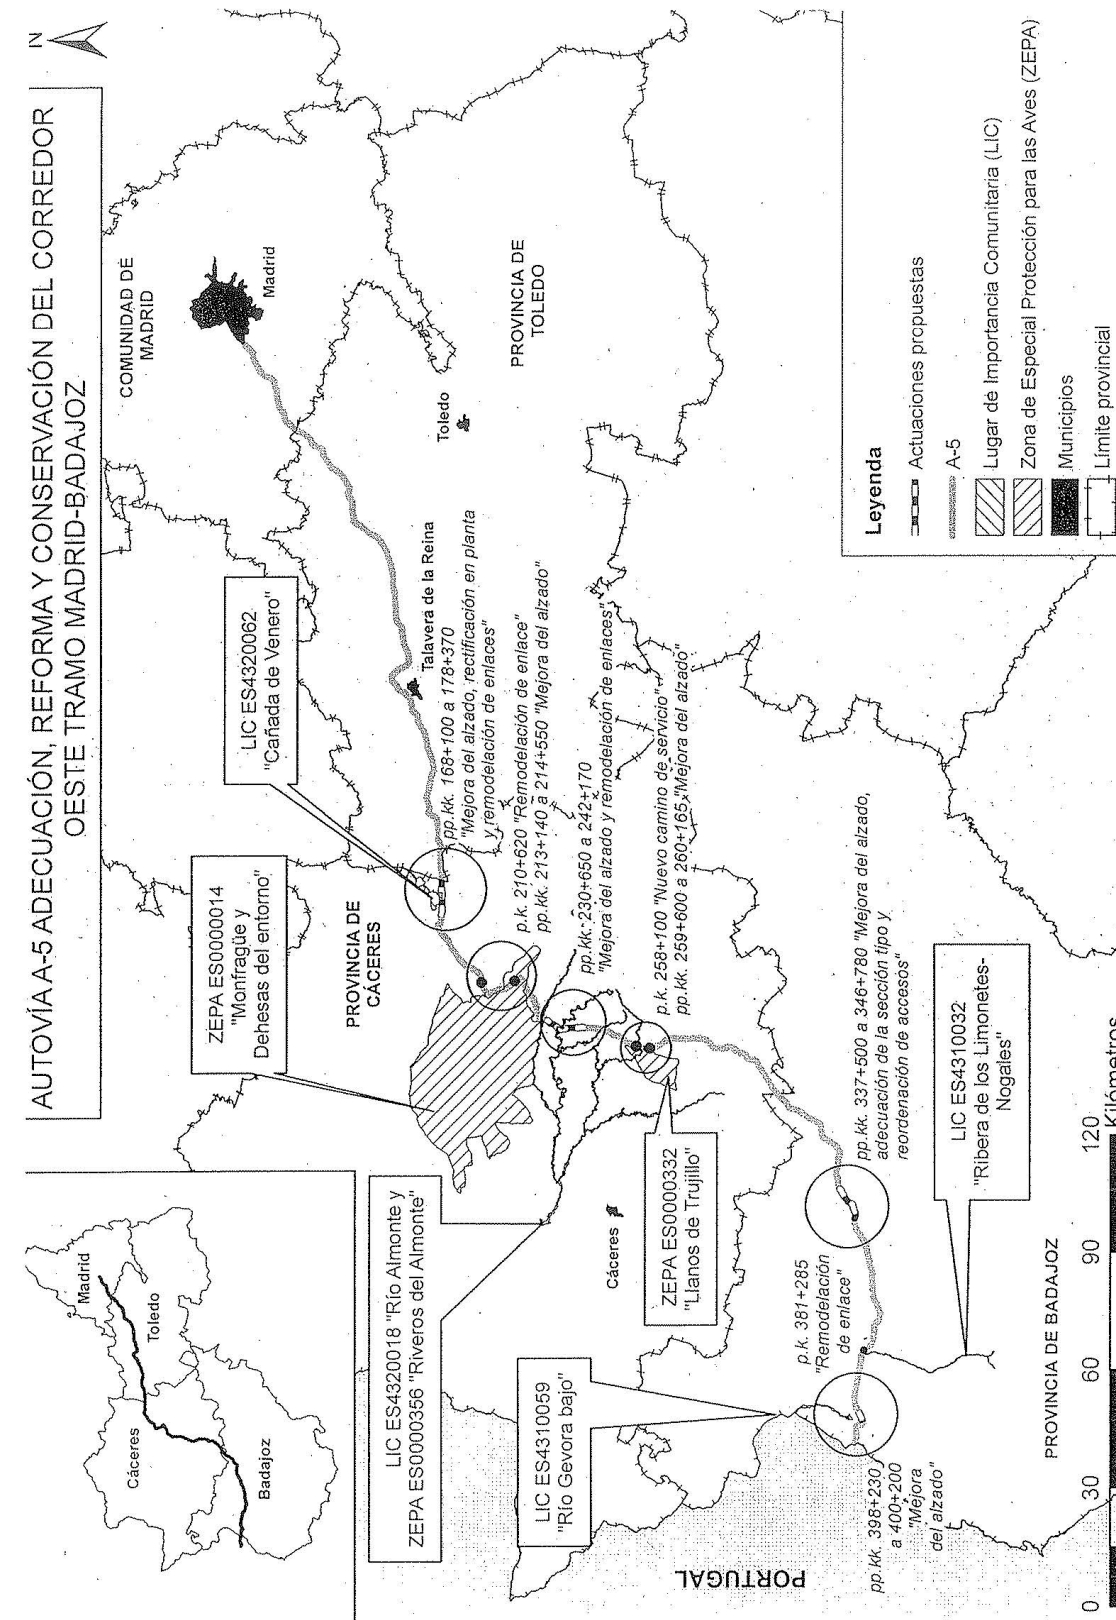 AUTOVÍA A-5 ADECUACIÓN, REFORMA Y CONSERVACIÓN DEL CORREDOR
OESTE TRAMO MADRID-BADAJOZ
N
Madrid
Toledo
Cáceres
Badajoz
COMUNIDAD DE
MADRID
Madrid
PROVINCIA DE
TOLEDO
Toledo
Talavera de la Reina
LIC ES4320062
"Cañada de Venero"
ZEPA ES0000014
"Monfragüe y
Dehesas del entorno"
PROVINCIA DE
CÁCERES
LIC ES4320018 "Río Almonte y
ZEPA ES0000356 "Riveros del Almonte"
pp.kk. 168+100 a 178+370
"Mejora del alzado, rectificación en planta
y remodelación de enlaces"
p.k. 210+620 "Remodelación de enlace"
pp.kk. 213+140 a 214+550 "Mejora del alzado"
pp.kk. 230+650 a 242+170
"Mejora del alzado y remodelación de enlaces"
p.k. 258+100 "Nuevo camino de servicio"
pp.kk. 259+600 a 260+165 "Mejora del alzado"
Cáceres
ZEPA ES0000332
"Llanos de Trujillo"
LIC ES4310059
"Río Gevora bajo"
p.k. 381+285
"Remodelación
de enlace"
pp.kk. 337+500 a 346+780 "Mejora del alzado,
adecuación de la sección tipo y
reordenación de accesos"
LIC ES4310032
"Ribera de los Limonetes-
Nogales"
PORTUGAL
pp.kk. 398+230
a 400+200
"Mejora
del alzado"
PROVINCIA DE BADAJOZ
Leyenda
Actuaciones propuestas
A-5
Lugar de Importancia Comunitaria (LIC)
Zona de Especial Protección para las Aves (ZEPA)
Municipios
Límite provincial
0 30 60 90 120
Kilómetros